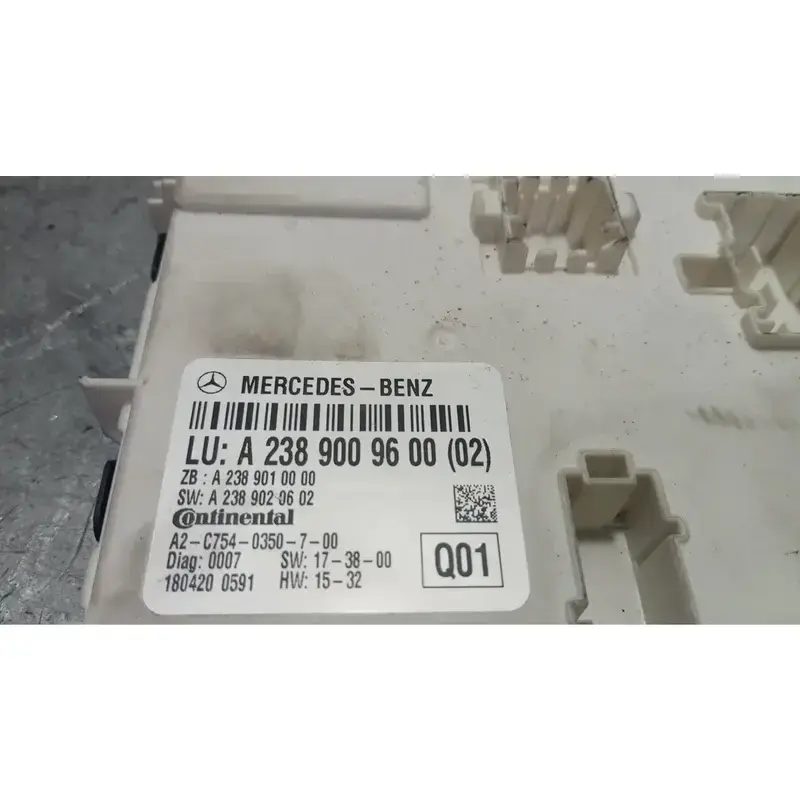 MERCEDES-BENZ
LU: A 238 900 96 00 (02)
ZB : A 238 901 00 00
SW: A 238 902 06 02
Continental
A2-C754-0350-7-00
Diag: 0007 SW: 17-38-00
180420 0591 HW: 15-32
Q01